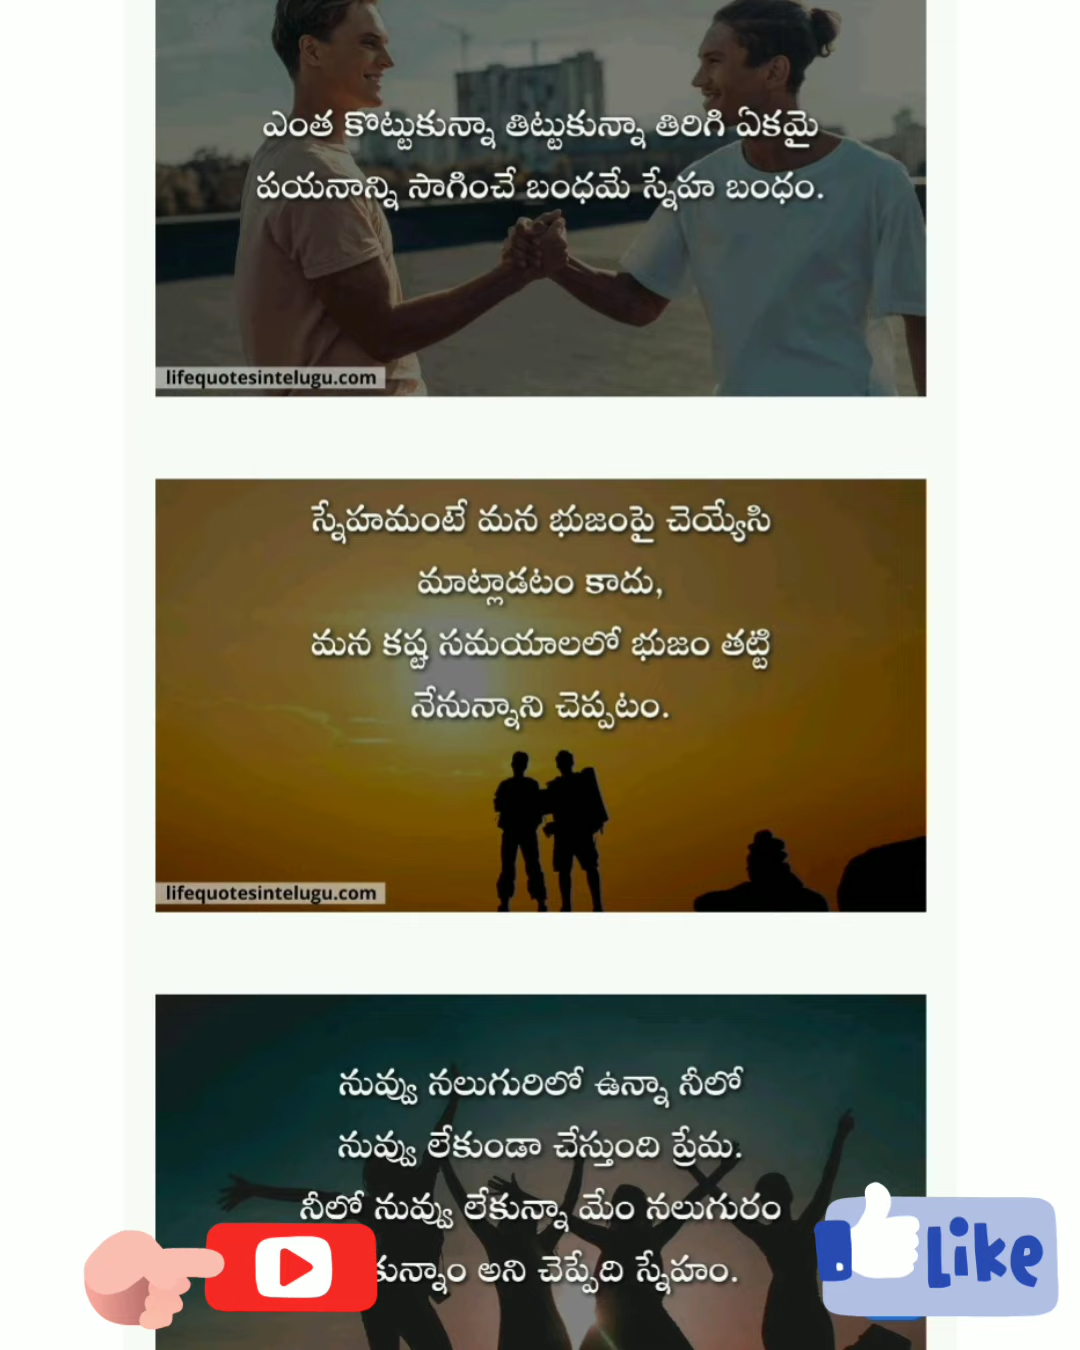 ఎంత కొట్టుకున్నా తిట్టుకున్నా తిరిగి ఏకమై
పయనాన్ని సాగించే బంధమే స్నేహ బంధం.
lifequotesintelugu.com
స్నేహమంటే మన భుజంపై చెయ్యేసి
మాట్లాడటం కాదు,
మన కష్ట సమయాలలో భుజం తట్టి
నేనున్నాని చెప్పటం.
lifequotesintelugu.com
నువ్వు నలుగురిలో ఉన్నా నీలో
నువ్వు లేకుండా చేస్తుంది ప్రేమ.
నీలో నువ్వు లేకున్నా మేం నలుగురం
కున్నాం అని చెప్పేది స్నేహం.
Like